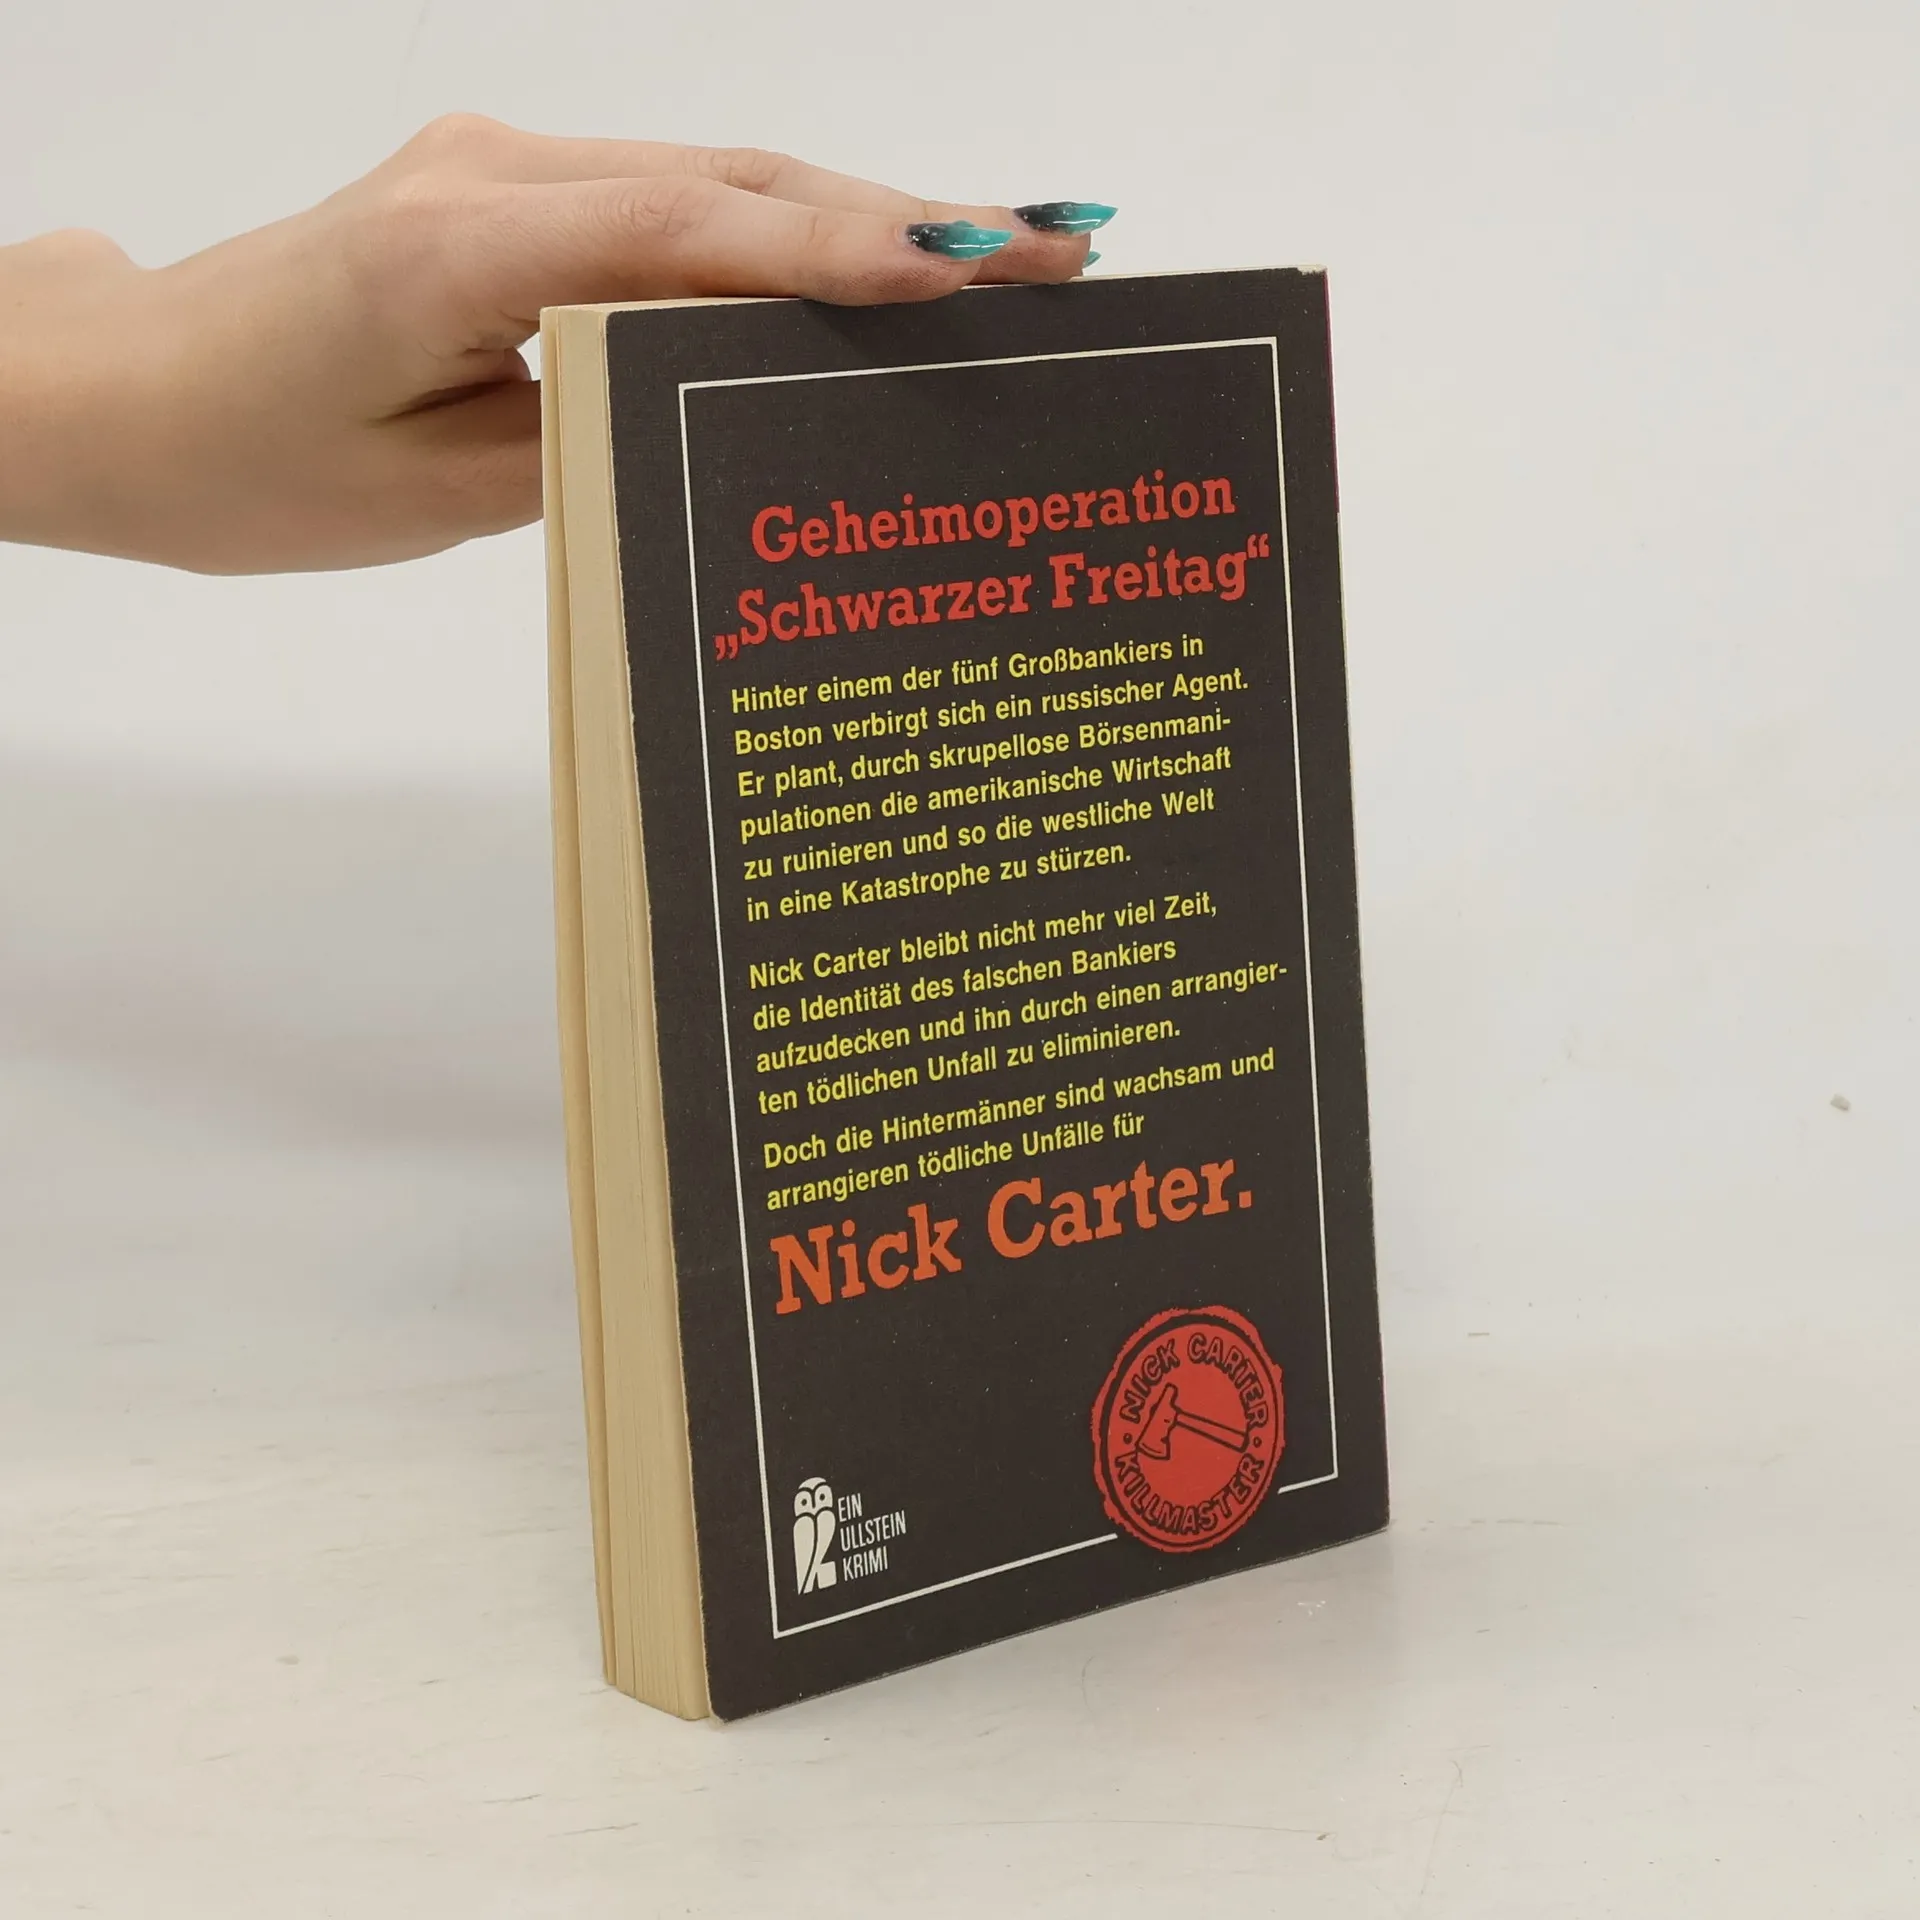 Geheimoperation
„Schwarzer Freitag“
Hinter einem der fünf Großbankiers in
Boston verbirgt sich ein russischer Agent.
Er plant, durch skrupellose Börsenmani-
pulationen die amerikanische Wirtschaft
zu ruinieren und so die westliche Welt
in eine Katastrophe zu stürzen.
Nick Carter bleibt nicht mehr viel Zeit,
die Identität des falschen Bankiers
aufzudecken und ihn durch einen arrangier-
ten tödlichen Unfall zu eliminieren.
Doch die Hintermänner sind wachsam und
arrangieren tödliche Unfälle für
Nick Carter.
NICK CARTER
KILLMASTER
EIN
ULLSTEIN
KRIMI